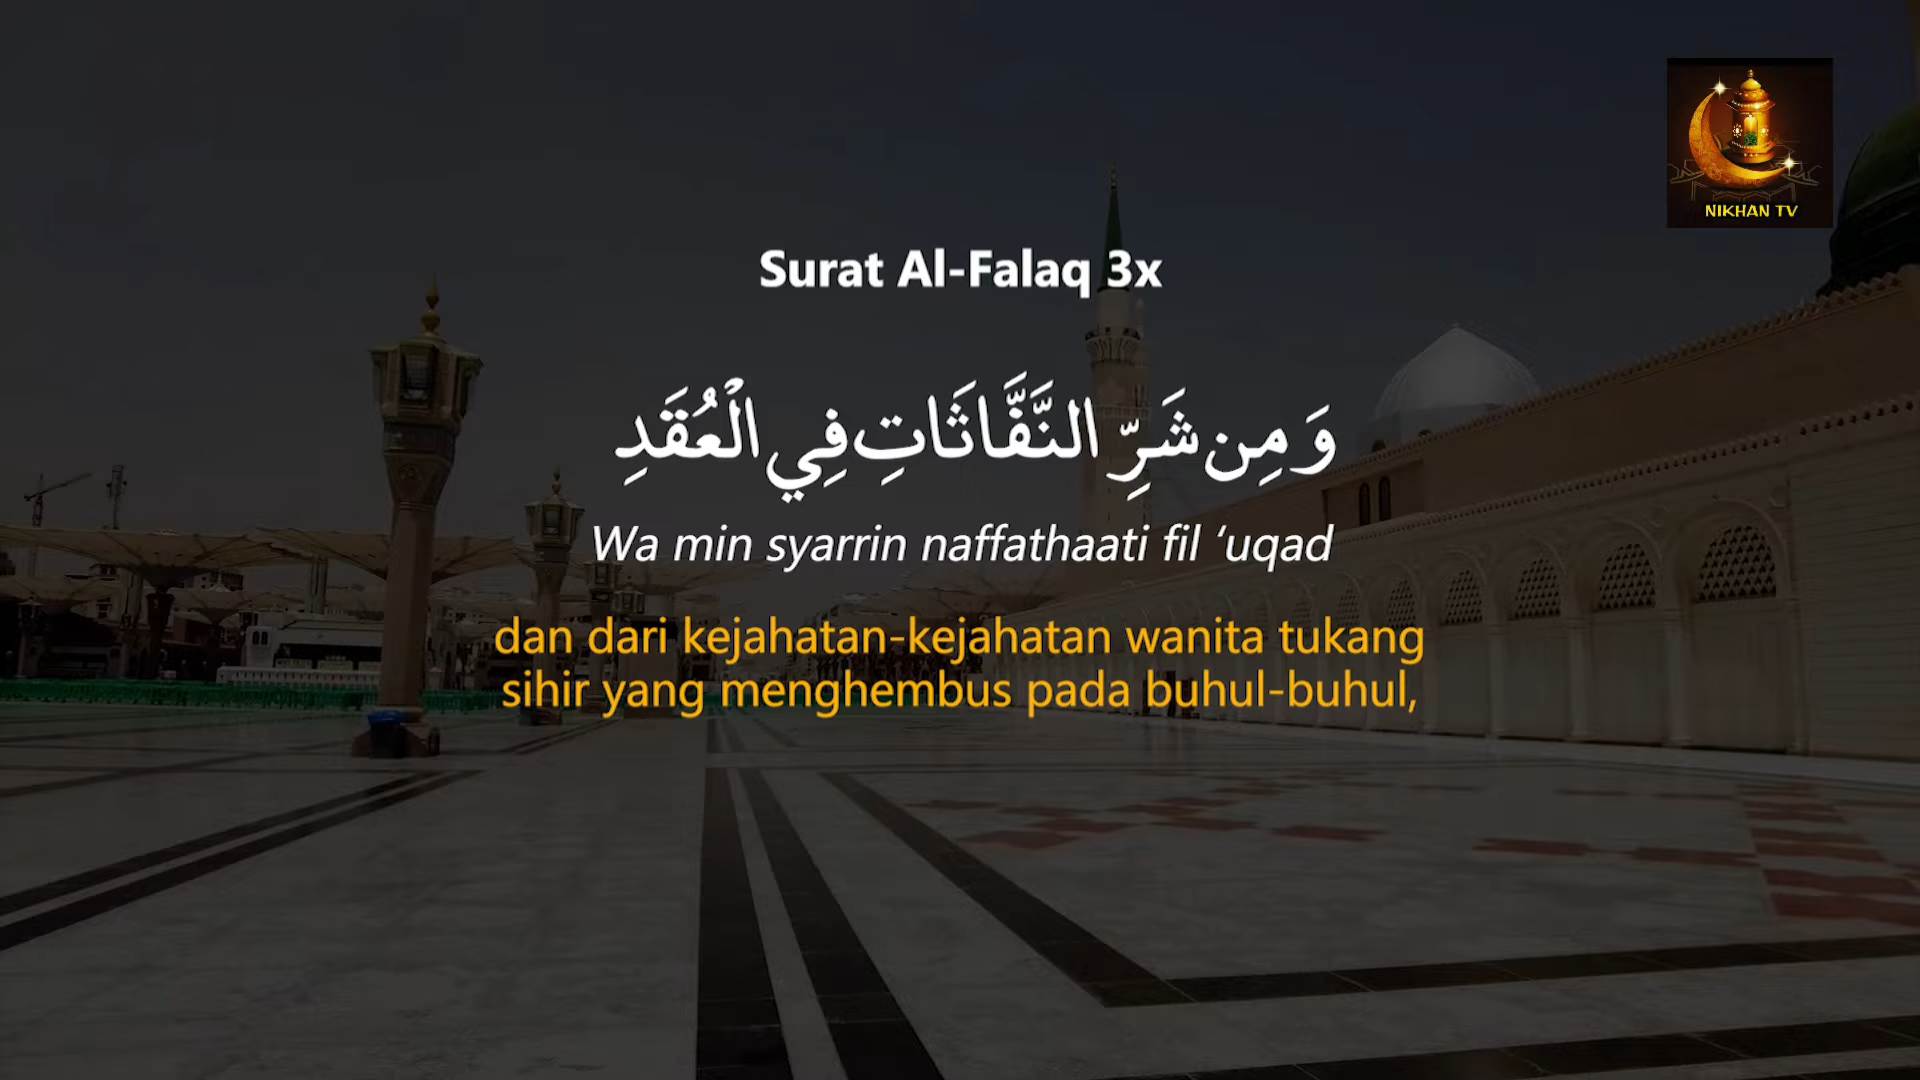 NIKHAN TV
Surat Al-Falaq 3x
وَمِن شَرِّ النَّفَّاثَاتِ فِي الْعُقَدِ
Wa min syarrin naffathaati fil ‘uqad
dan dari kejahatan-kejahatan wanita tukang
sihir yang menghembus pada buhul-buhul,